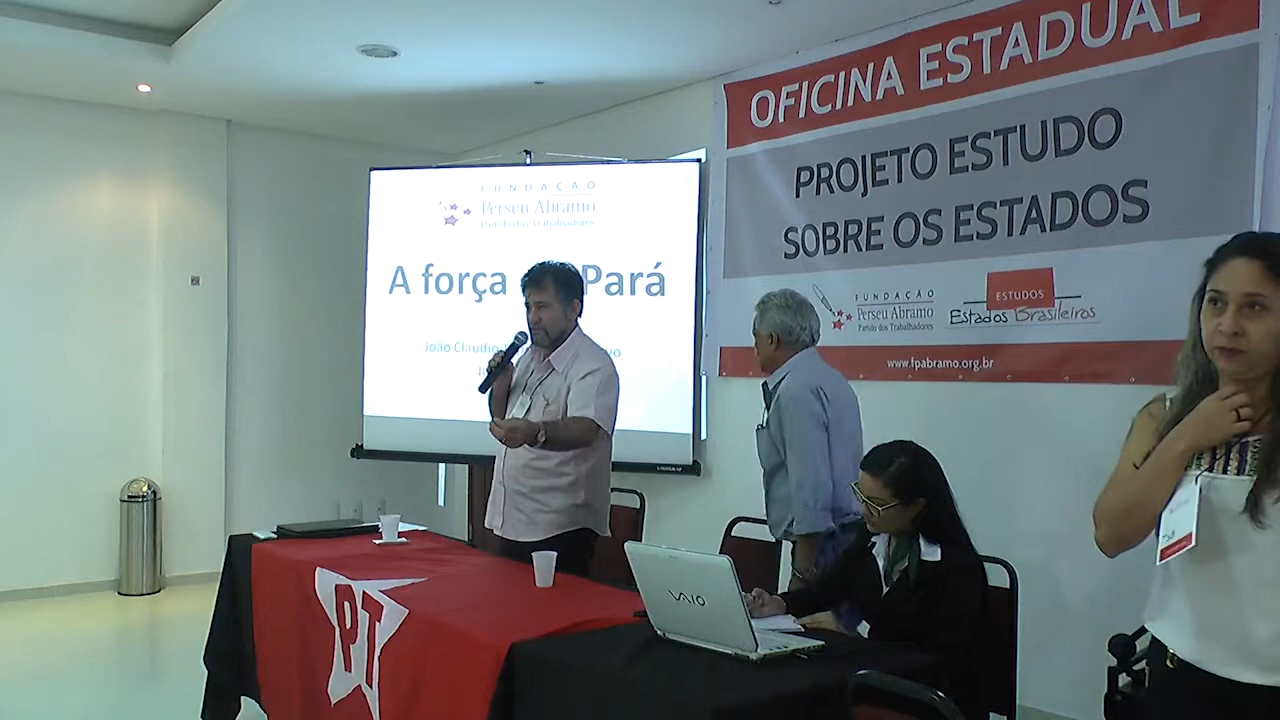 OFICINA ESTADUAL
PROJETO ESTUDO
SOBRE OS ESTADOS
FUNDAÇÃO
Perseu Abramo
Partido dos Trabalhadores
ESTUDOS
Estados Brasileiros
www.fpabramo.org.br
FUNDAÇÃO
Perseu Abramo
Partido dos Trabalhadores
A força Pará
João Cláudio
PT
VAIO